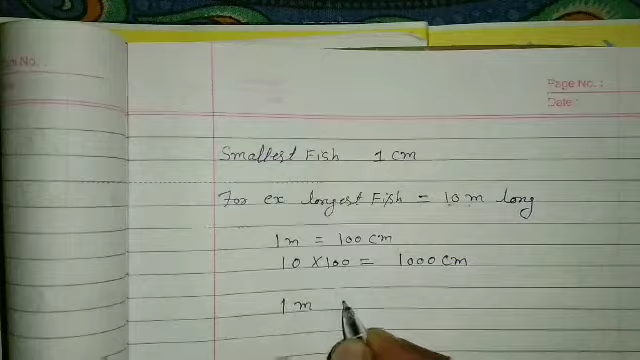 Page No. :
Date :
Smallest Fish 1 cm
For ex longest Fish = 10 m long
1 m = 100 cm
10 X 100 = 1000 cm
1 m